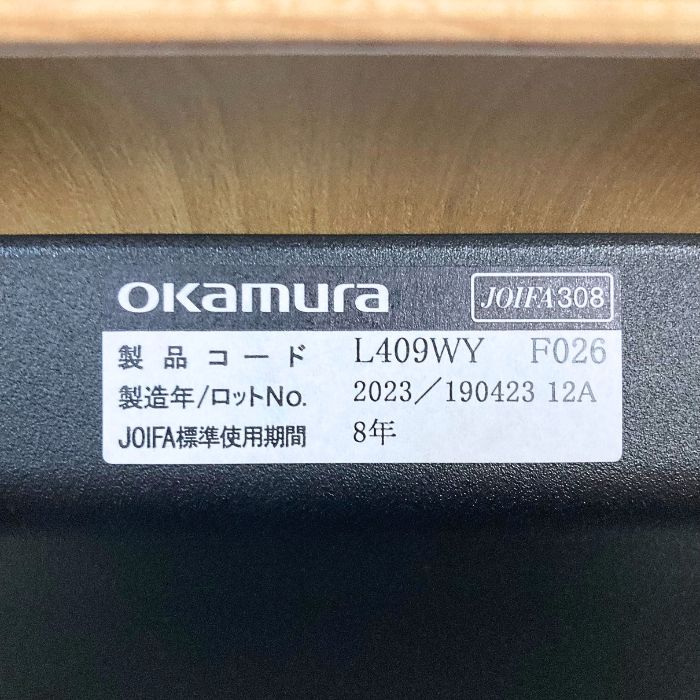 okamura JOIFA308
製品コード L409WY F026
製造年/ロットNo. 2023/190423 12A
JOIFA標準使用期間 8年